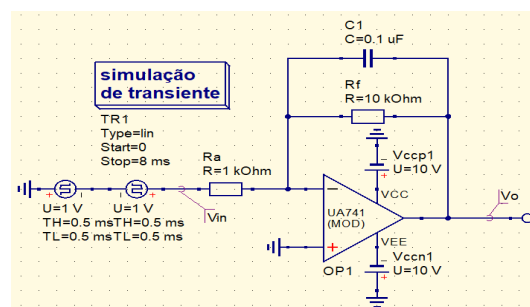 C1
C=0.1 uF
simulação
de transiente
Rf
R=10 kOhm
TR1
Type=lin
Start=0
Stop=8 ms
Ra
R=1 kOhm
Vccp1
U=10 V
VCC
U=1 V
TH=0.5 ms
TL=0.5 ms
U=1 V
TH=0.5 ms
TL=0.5 ms
Vin
UA741
(MOD)
Vo
VEE
OP1
Vccn1
U=10 V